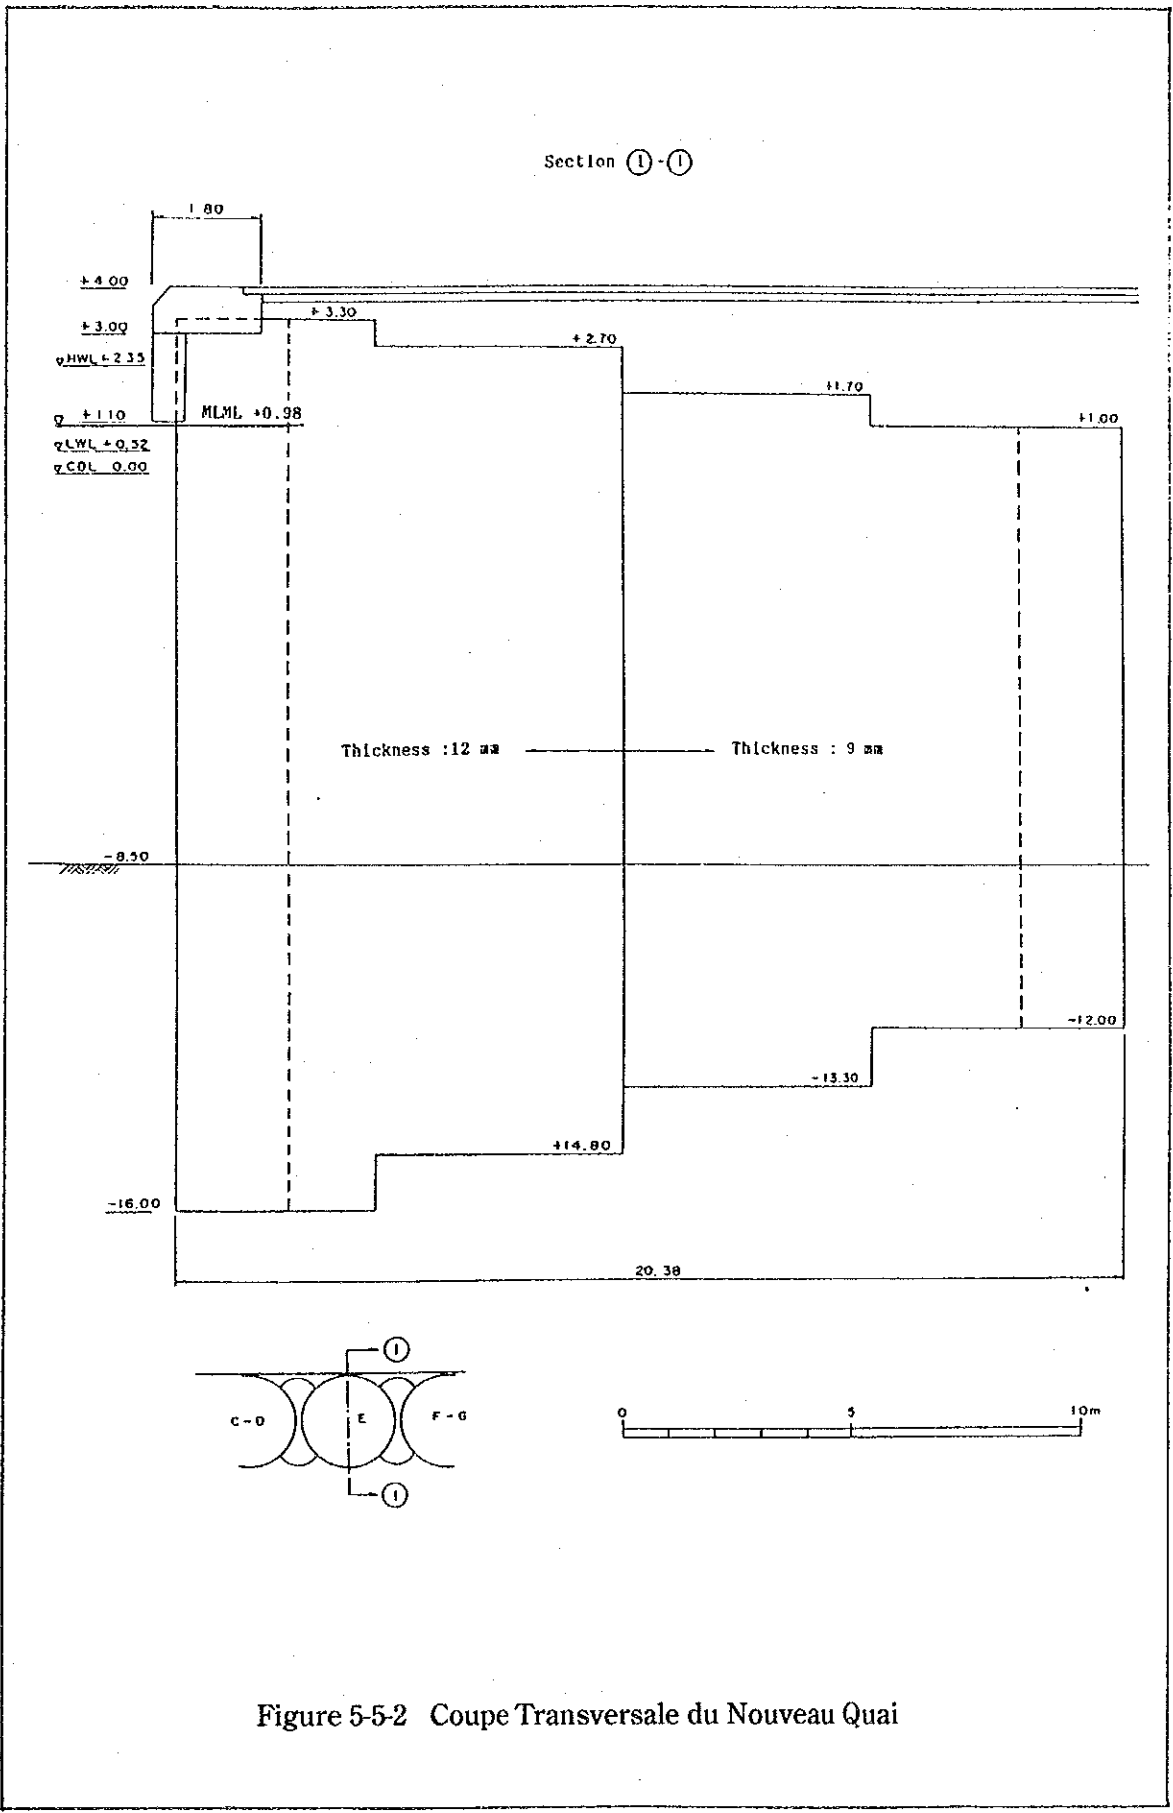 Section ①-①
1.80
+4.00
+3.30
+3.00
+2.70
HWL +2.35
+1.70
+1.10 MLML +0.98
+1.00
LWL +0.52
CDL 0.00
Thickness :12 mm Thickness : 9 mm
-8.50
-12.00
-13.30
+14.80
-16.00
20.38
①
C-D E F-G
0 5 10m
①
Figure 5-5-2 Coupe Transversale du Nouveau Quai